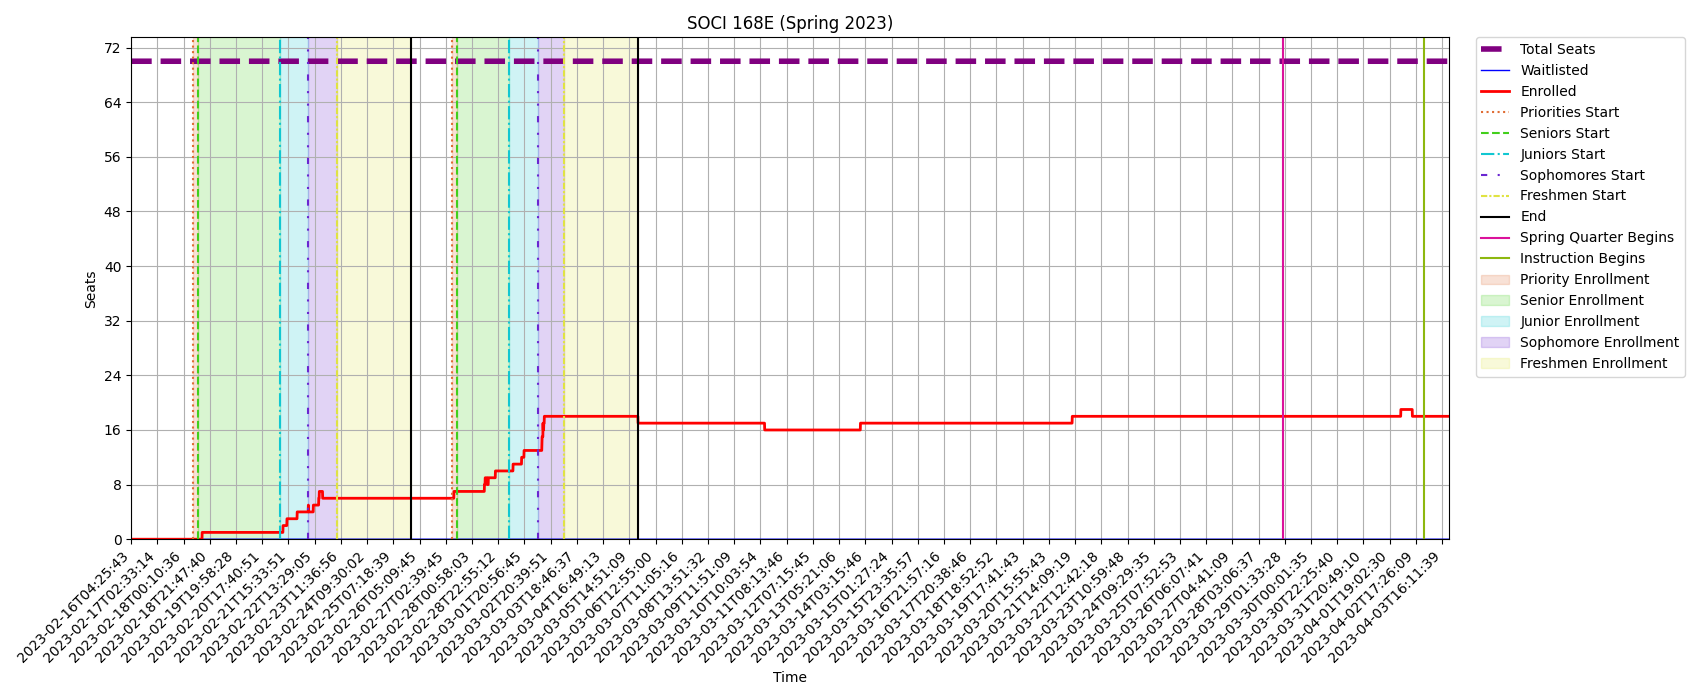 SOCI 168E (Spring 2023)
72
64
56
48
40
32
24
16
8
0
Seats
2023-02-16T04:25:43
2023-02-17T02:33:14
2023-02-18T00:10:36
2023-02-18T21:47:40
2023-02-19T19:58:28
2023-02-20T17:40:51
2023-02-21T15:33:51
2023-02-22T13:29:05
2023-02-23T11:36:56
2023-02-24T09:30:02
2023-02-25T07:18:39
2023-02-26T05:09:45
2023-02-27T02:39:45
2023-02-28T00:58:03
2023-02-28T22:55:12
2023-03-01T20:56:45
2023-03-02T20:39:51
2023-03-03T18:46:37
2023-03-04T16:49:13
2023-03-05T14:51:09
2023-03-06T12:55:00
2023-03-07T11:05:16
2023-03-08T13:51:32
2023-03-09T11:51:09
2023-03-10T10:03:54
2023-03-11T08:13:46
2023-03-12T07:15:45
2023-03-13T05:21:06
2023-03-14T03:15:46
2023-03-15T01:27:24
2023-03-15T23:35:57
2023-03-16T21:57:16
2023-03-17T20:38:46
2023-03-18T18:52:52
2023-03-19T17:41:43
2023-03-20T15:55:43
2023-03-21T14:09:19
2023-03-22T12:42:18
2023-03-23T10:59:48
2023-03-24T09:29:35
2023-03-25T07:52:53
2023-03-26T06:07:41
2023-03-27T04:41:09
2023-03-28T03:06:37
2023-03-29T01:33:28
2023-03-30T00:01:35
2023-03-30T22:25:40
2023-03-31T20:49:10
2023-04-01T19:02:30
2023-04-02T17:26:09
2023-04-03T16:11:39
Time
Total Seats
Waitlisted
Enrolled
Priorities Start
Seniors Start
Juniors Start
Sophomores Start
Freshmen Start
End
Spring Quarter Begins
Instruction Begins
Priority Enrollment
Senior Enrollment
Junior Enrollment
Sophomore Enrollment
Freshmen Enrollment